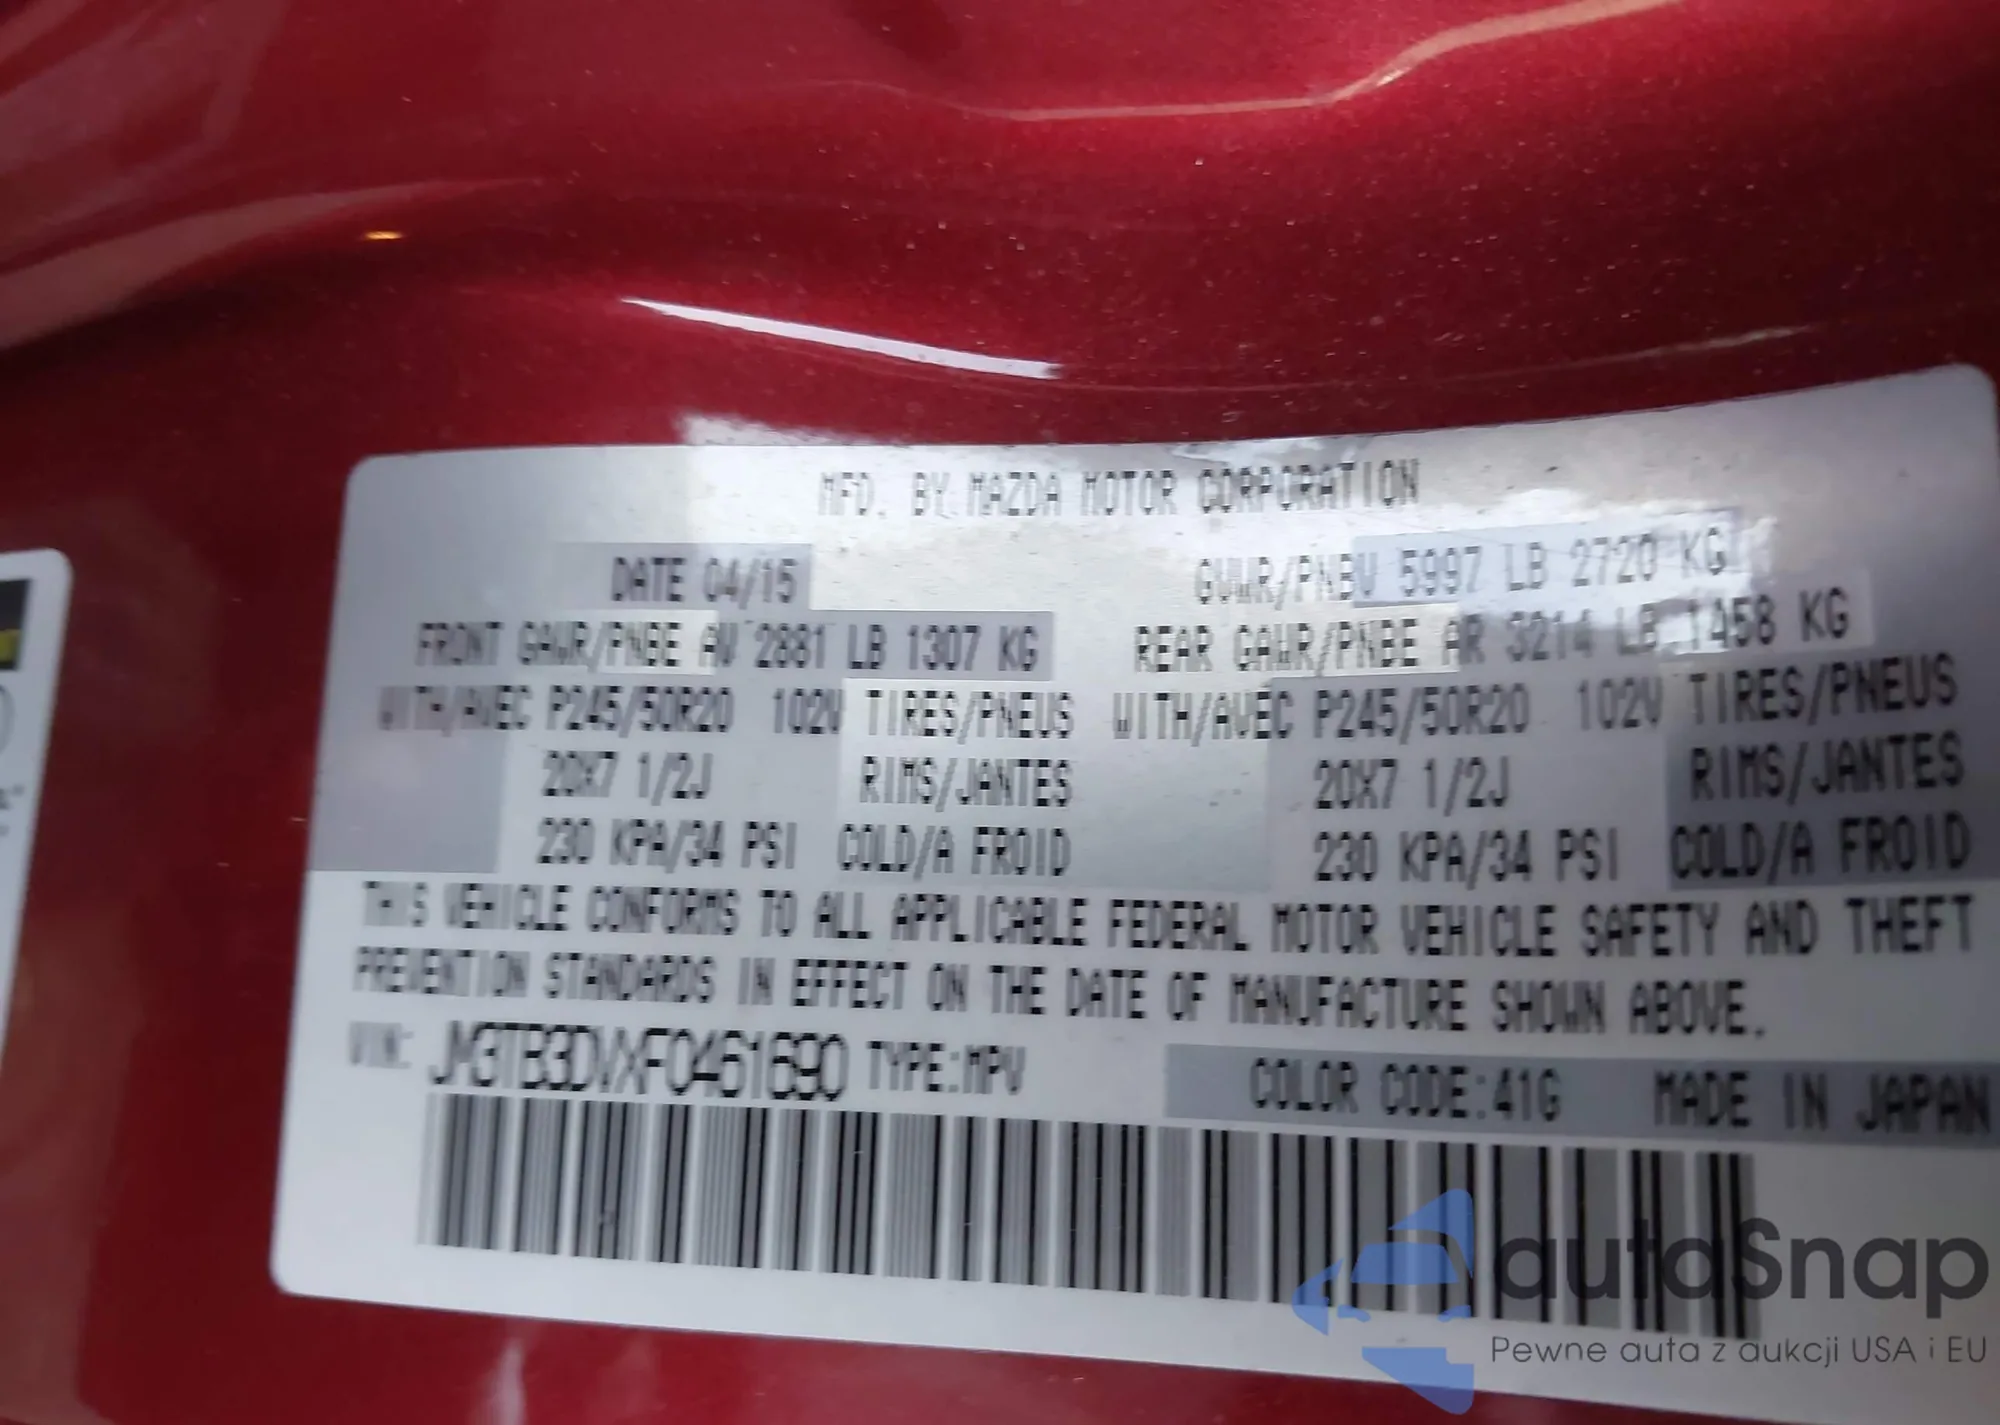 MFD. BY MAZDA MOTOR CORPORATION
DATE 04/15 GVWR/PNBV 5997 LB 2720 KG
FRONT GAWR/PNBE AV 2881 LB 1307 KG REAR GAWR/PNBE AR 3214 LB 1458 KG
WITH/AVEC P245/50R20 102V TIRES/PNEUS WITH/AVEC P245/50R20 102V TIRES/PNEUS
20X7 1/2J RIMS/JANTES 20X7 1/2J RIMS/JANTES
230 KPA/34 PSI COLD/A FROID 230 KPA/34 PSI COLD/A FROID
THIS VEHICLE CONFORMS TO ALL APPLICABLE FEDERAL MOTOR VEHICLE SAFETY AND THEFT
PREVENTION STANDARDS IN EFFECT ON THE DATE OF MANUFACTURE SHOWN ABOVE.
VIN: JM3TB3DVXF0461690 TYPE:MPV COLOR CODE:41G MADE IN JAPAN
autaSnap
Pewne auta z aukcji USA i EU